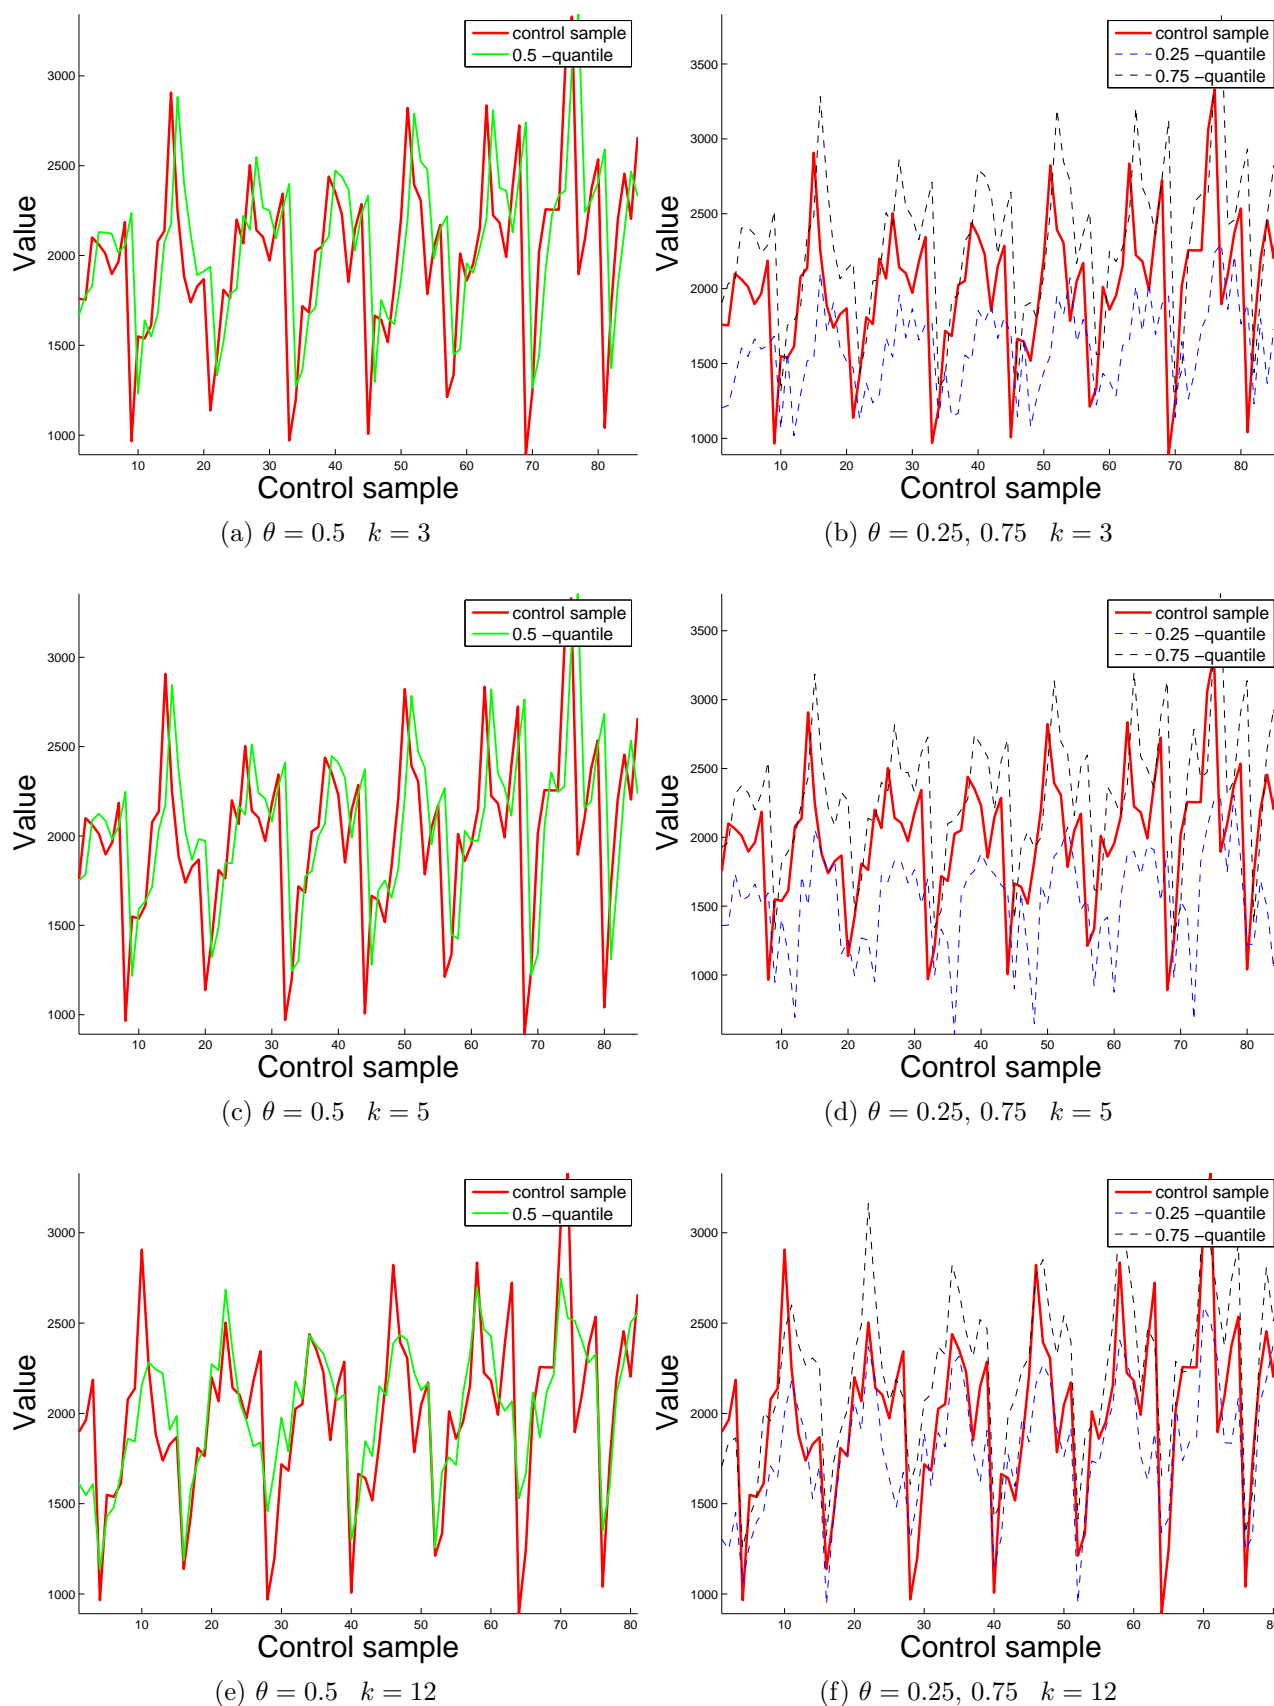 control sample
0.5 −quantile
3000
2500
2000
1500
1000
Value
10 20 30 40 50 60 70 80
Control sample
(a) θ = 0.5 k = 3
control sample
0.25 −quantile
0.75 −quantile
3500
3000
2500
2000
1500
1000
Value
10 20 30 40 50 60 70 80
Control sample
(b) θ = 0.25, 0.75 k = 3
control sample
0.5 −quantile
3000
2500
2000
1500
1000
Value
10 20 30 40 50 60 70 80
Control sample
(c) θ = 0.5 k = 5
control sample
0.25 −quantile
0.75 −quantile
3500
3000
2500
2000
1500
1000
Value
10 20 30 40 50 60 70 80
Control sample
(d) θ = 0.25, 0.75 k = 5
control sample
0.5 −quantile
3000
2500
2000
1500
1000
Value
10 20 30 40 50 60 70 80
Control sample
(e) θ = 0.5 k = 12
control sample
0.25 −quantile
0.75 −quantile
3000
2500
2000
1500
1000
Value
10 20 30 40 50 60 70 80
Control sample
(f) θ = 0.25, 0.75 k = 12